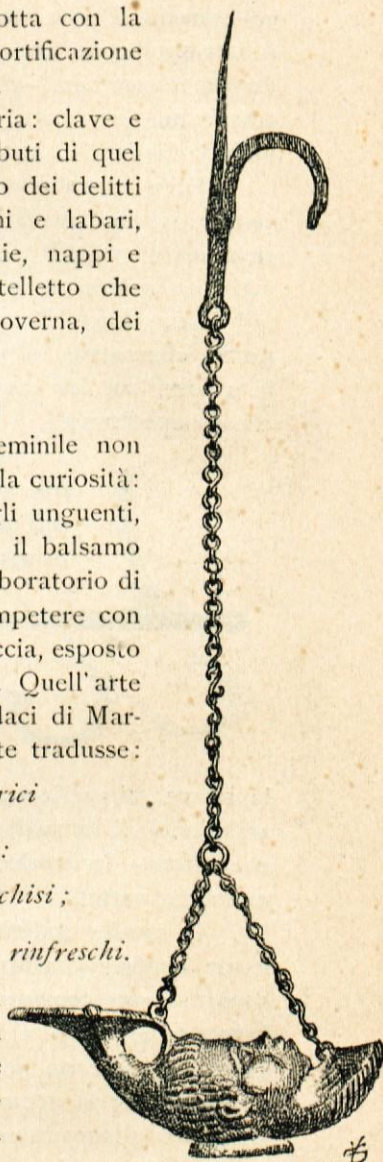 otta con la
ortificazione
ria: clave e
buti di quel
o dei delitti
ni e labari,
ie, nappi e
telletto che
overna, dei
eminile non
la curiosità:
li unguenti,
il balsamo
boratorio di
mpetere con
ccia, esposto
Quell'arte
laci di Mar-
te tradusse:
rici
:
chisi;
rinfreschi.